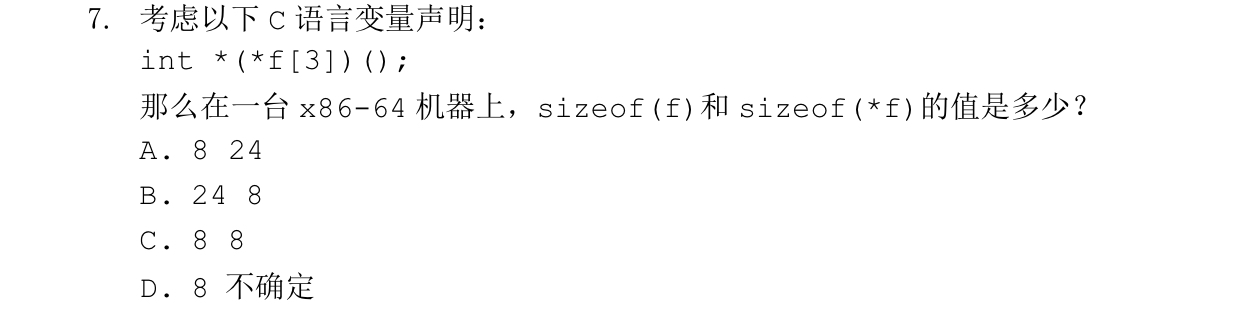 7. 考虑以下 C 语言变量声明：
int *(*f[3])();
那么在一台 x86-64 机器上，sizeof(f)和 sizeof(*f)的值是多少？
A. 8 24
B. 24 8
C. 8 8
D. 8 不确定